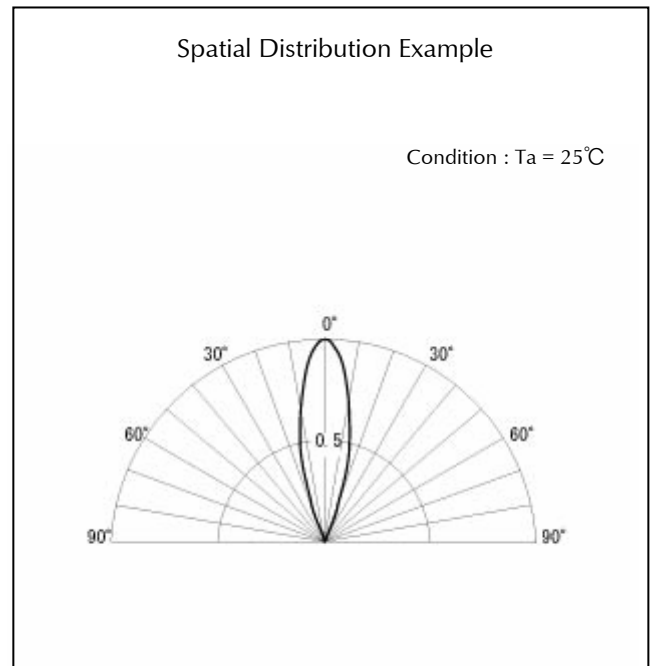 Spatial Distribution Example
Condition : Ta = 25℃
0°
30° 30°
60° 60°
0.5
90° 90°